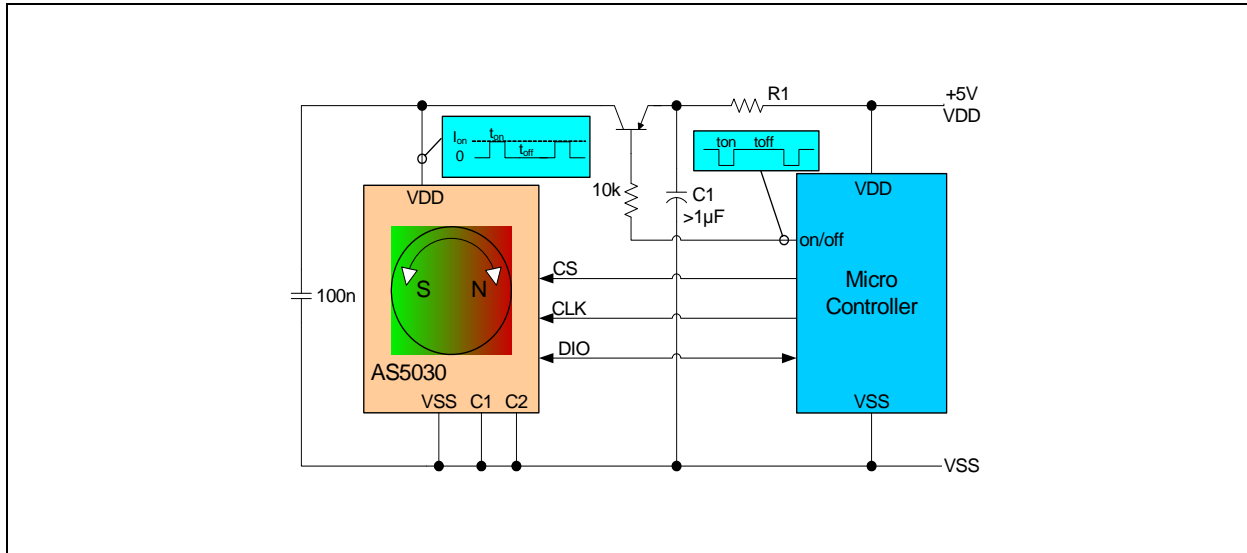 R1
+5V
VDD
Ion
0
ton
toff
ton toff
VDD
VDD
10k
C1
>1µF
on/off
CS
S N
Micro
Controller
100n
CLK
DIO
AS5030
VSS C1 C2
VSS
VSS